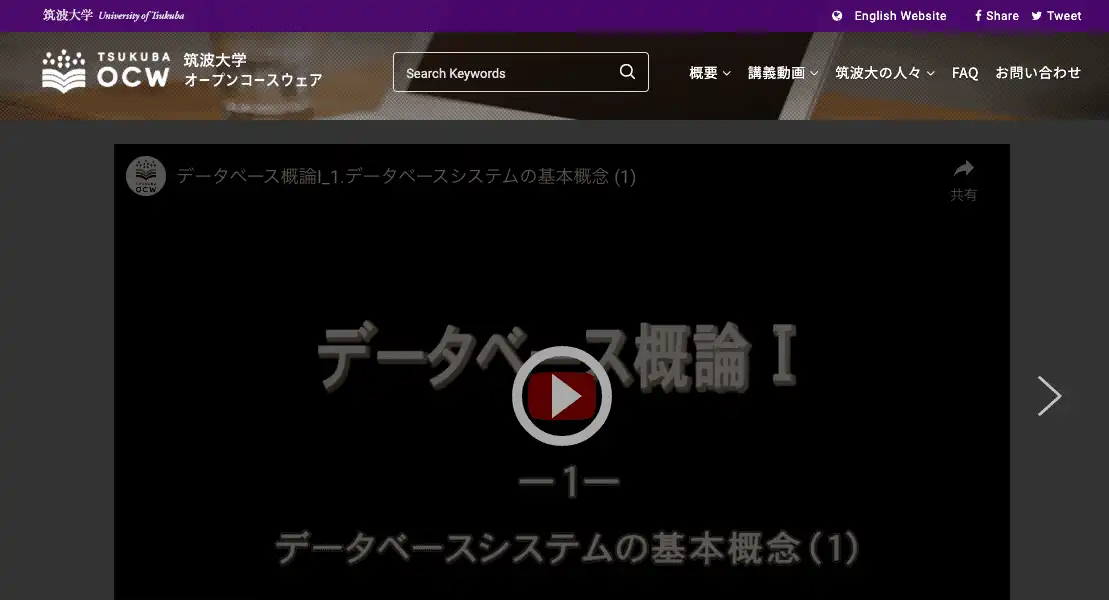 筑波大学 University of Tsukuba
English Website
Share
Tweet
TSUKUBA
OCW
筑波大学
オープンコースウェア
Search Keywords
概要
講義動画
筑波大の人々
FAQ
お問い合わせ
TSUKUBA
OCW
データベース概論I_1.データベースシステムの基本概念 (1)
共有
データベース概論 I
ー1ー
データベースシステムの基本概念(1)